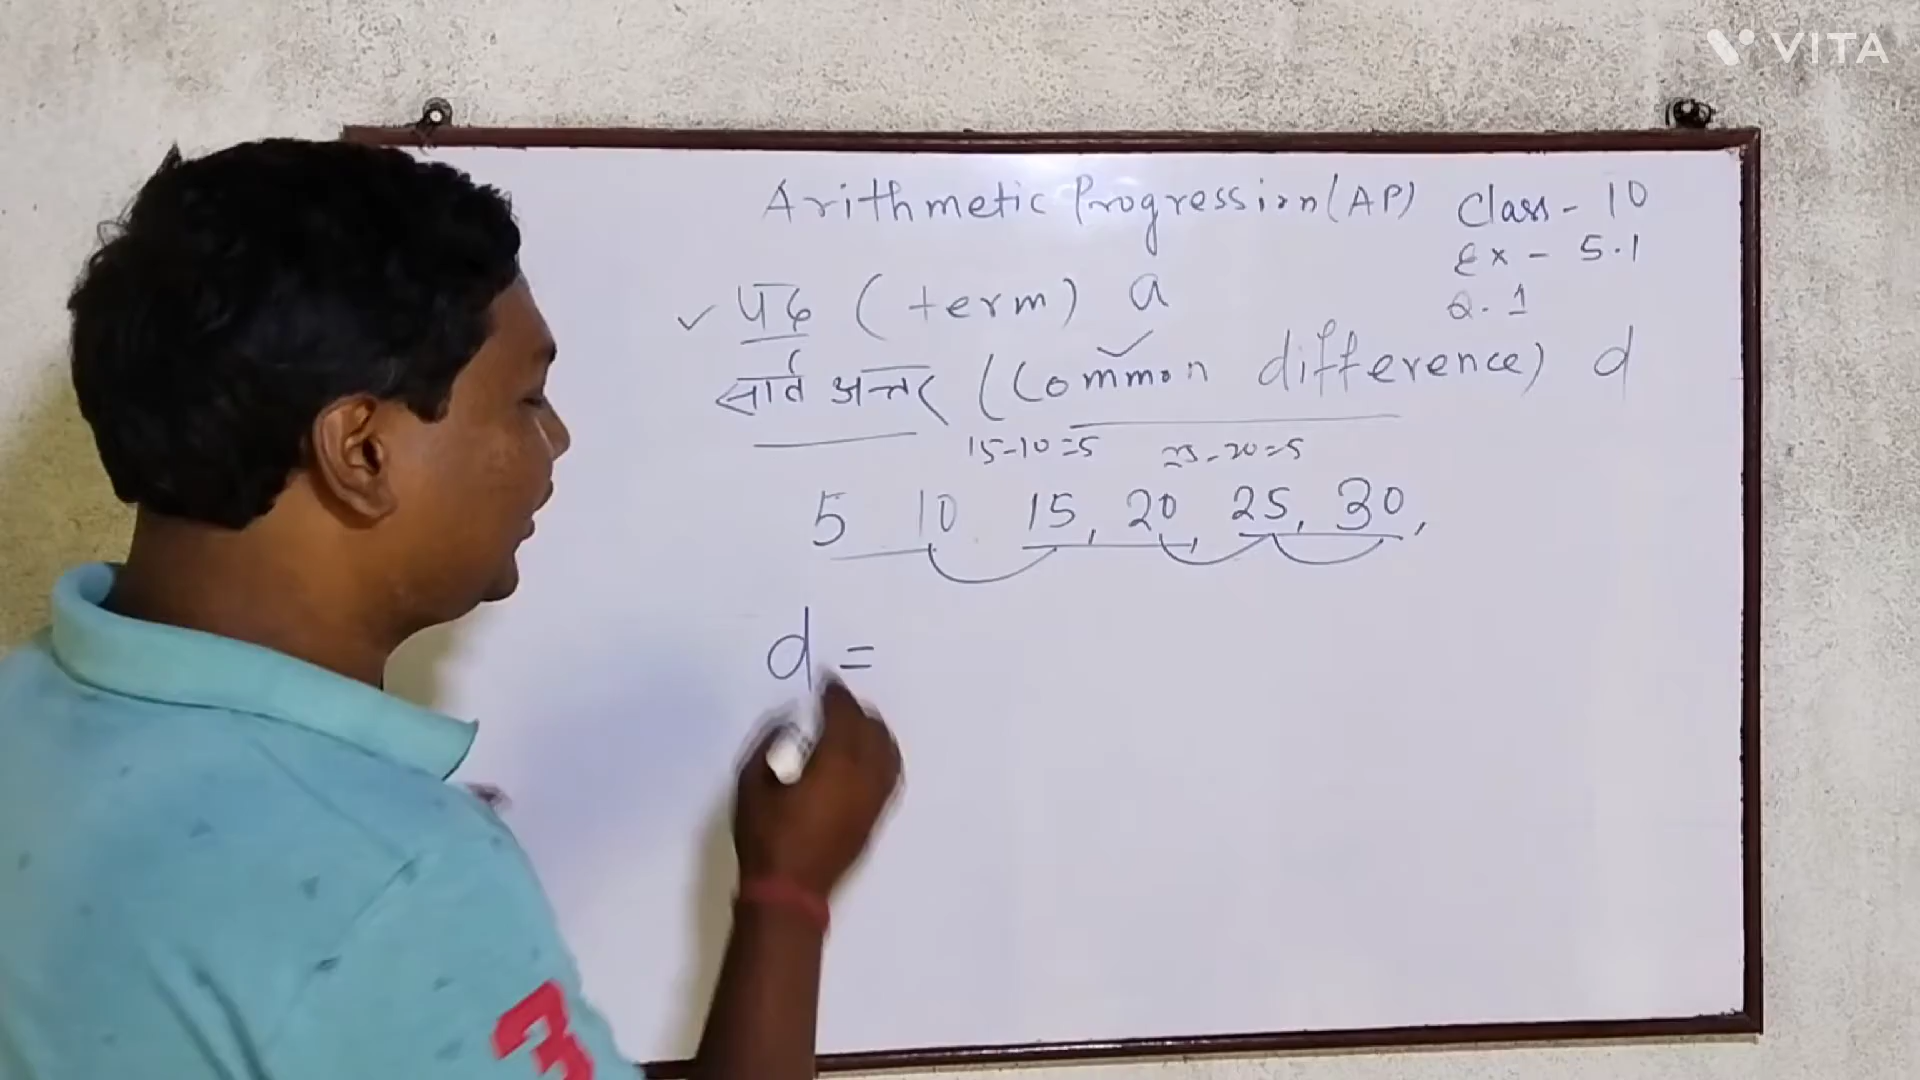 VITA
Arithmetic Progression (AP) Class - 10
Ex - 5.1
Q. 1
✓ पद (term) a
सार्व अन्तर (Common difference) d
15-10=5 25-20=5
5 10 15, 20, 25, 30,
d =
3